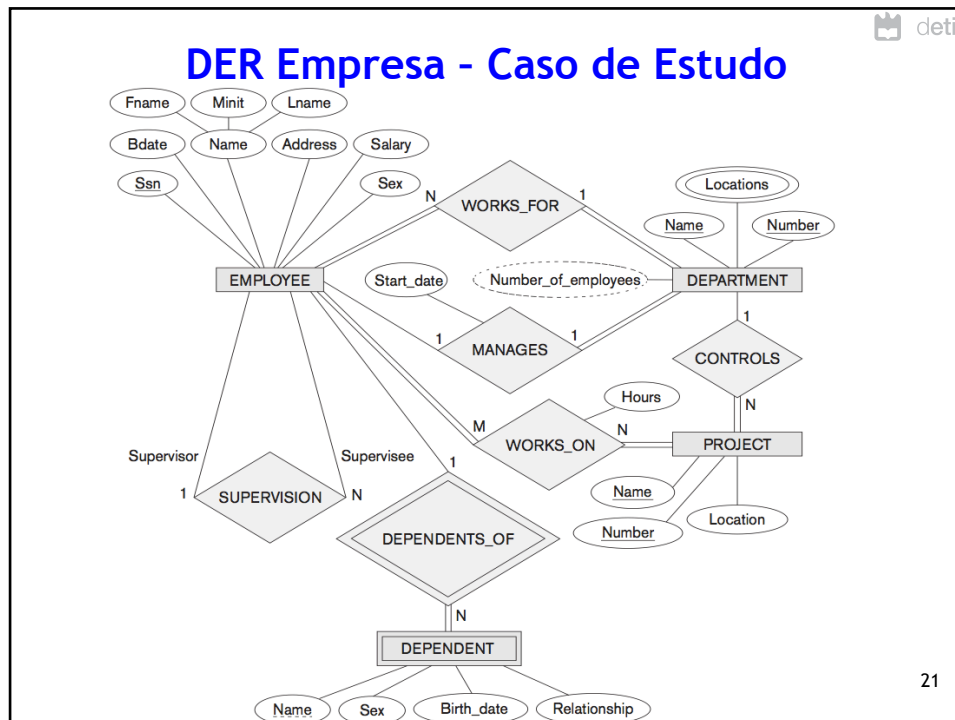 deti
DER Empresa – Caso de Estudo
Fname Minit Lname
Bdate Name Address Salary
Ssn Sex
N WORKS_FOR 1
Locations
Name Number
EMPLOYEE Start_date Number_of_employees DEPARTMENT
1 MANAGES 1
1
CONTROLS
N
Hours
M WORKS_ON N PROJECT
Supervisor Supervisee 1
1 SUPERVISION N
Name
Number Location
DEPENDENTS_OF
N
DEPENDENT
Name Sex Birth_date Relationship
21